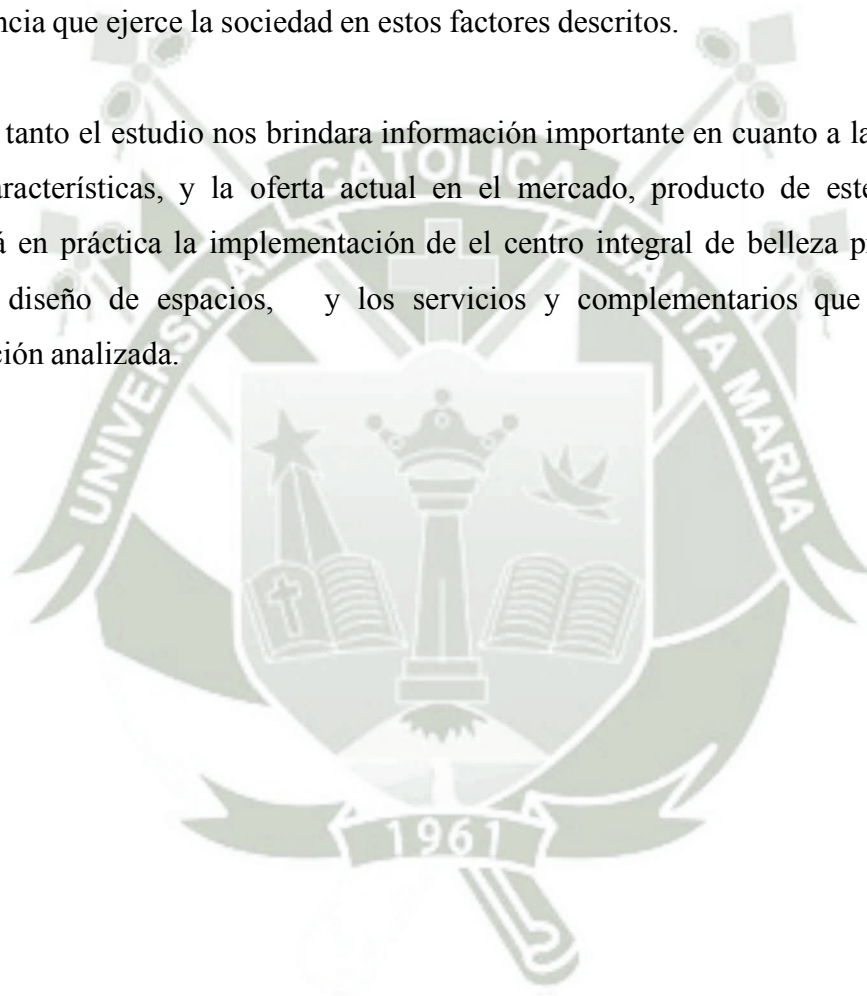 ncia que ejerce la sociedad en estos factores descritos.
tanto el estudio nos brindara información importante en cuanto a la
aracterísticas, y la oferta actual en el mercado, producto de este
á en práctica la implementación de el centro integral de belleza p
diseño de espacios, y los servicios y complementarios que
ción analizada.
UNIVERSIDAD CATOLICA SANTA MARIA
1961